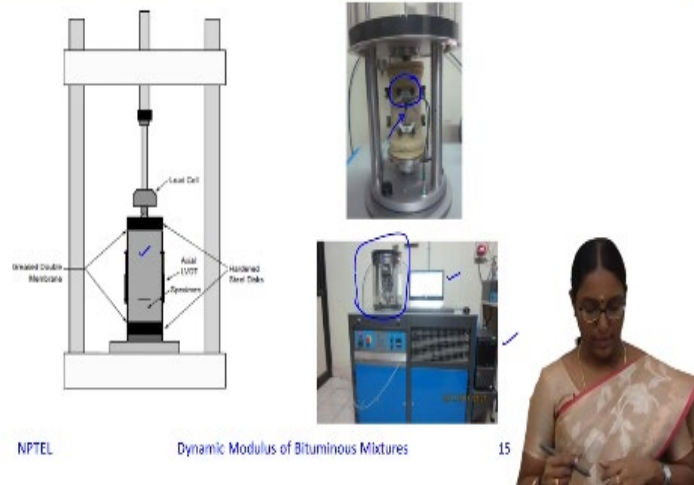 Load Cell
Greased Double
Membrane
Axial
LVDT
Specimen
Hardened
Steel Disks
NPTEL
Dynamic Modulus of Bituminous Mixtures
15